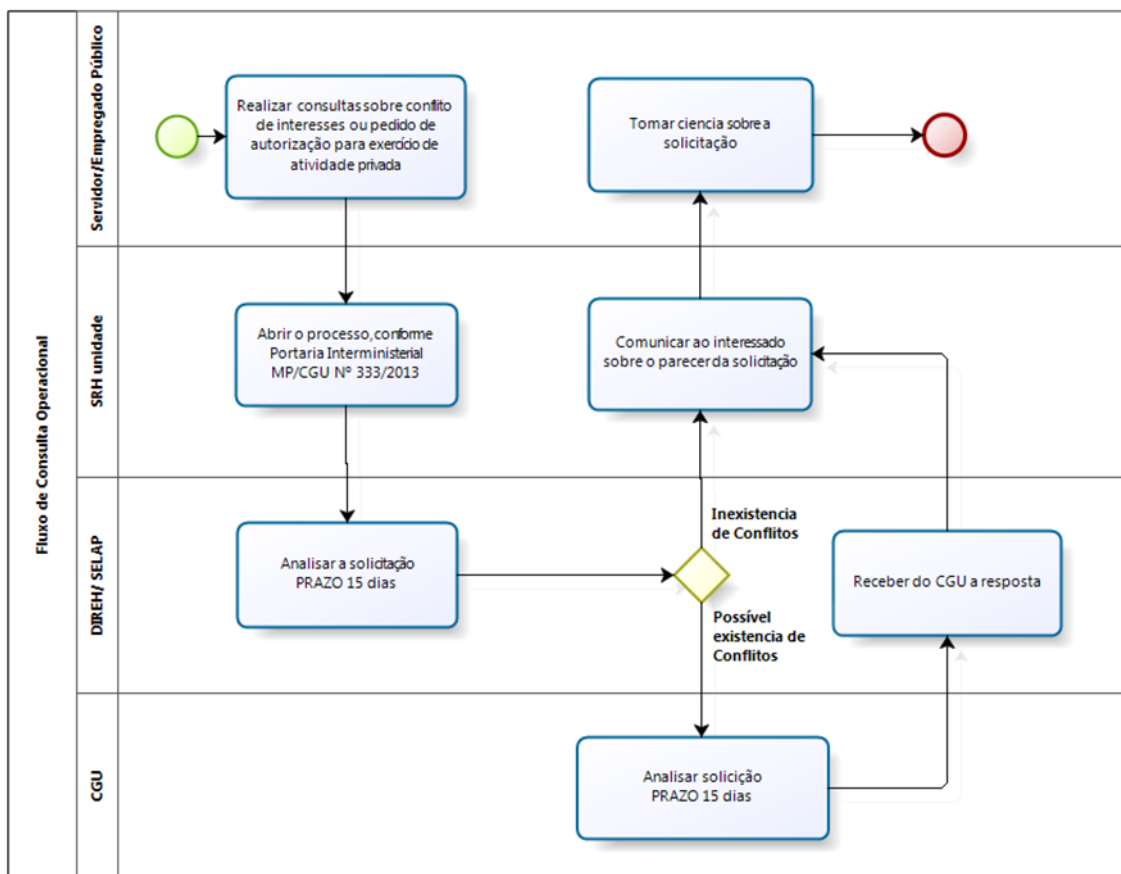 Fluxo de Consulta Operacional
Servidor/Empregado Público
Realizar consultas sobre conflito
de interesses ou pedido de
autorização para exercício de
atividade privada
Tomar ciencia sobre a
solicitação
SRH unidade
Abrir o processo, conforme
Portaria Interministerial
MP/CGU Nº 333/2013
Comunicar ao interessado
sobre o parecer da solicitação
DIREH/ SELAP
Analisar a solicitação
PRAZO 15 dias
Inexistencia
de Conflitos
Possível
existencia de
Conflitos
Receber do CGU a resposta
CGU
Analisar solicição
PRAZO 15 dias